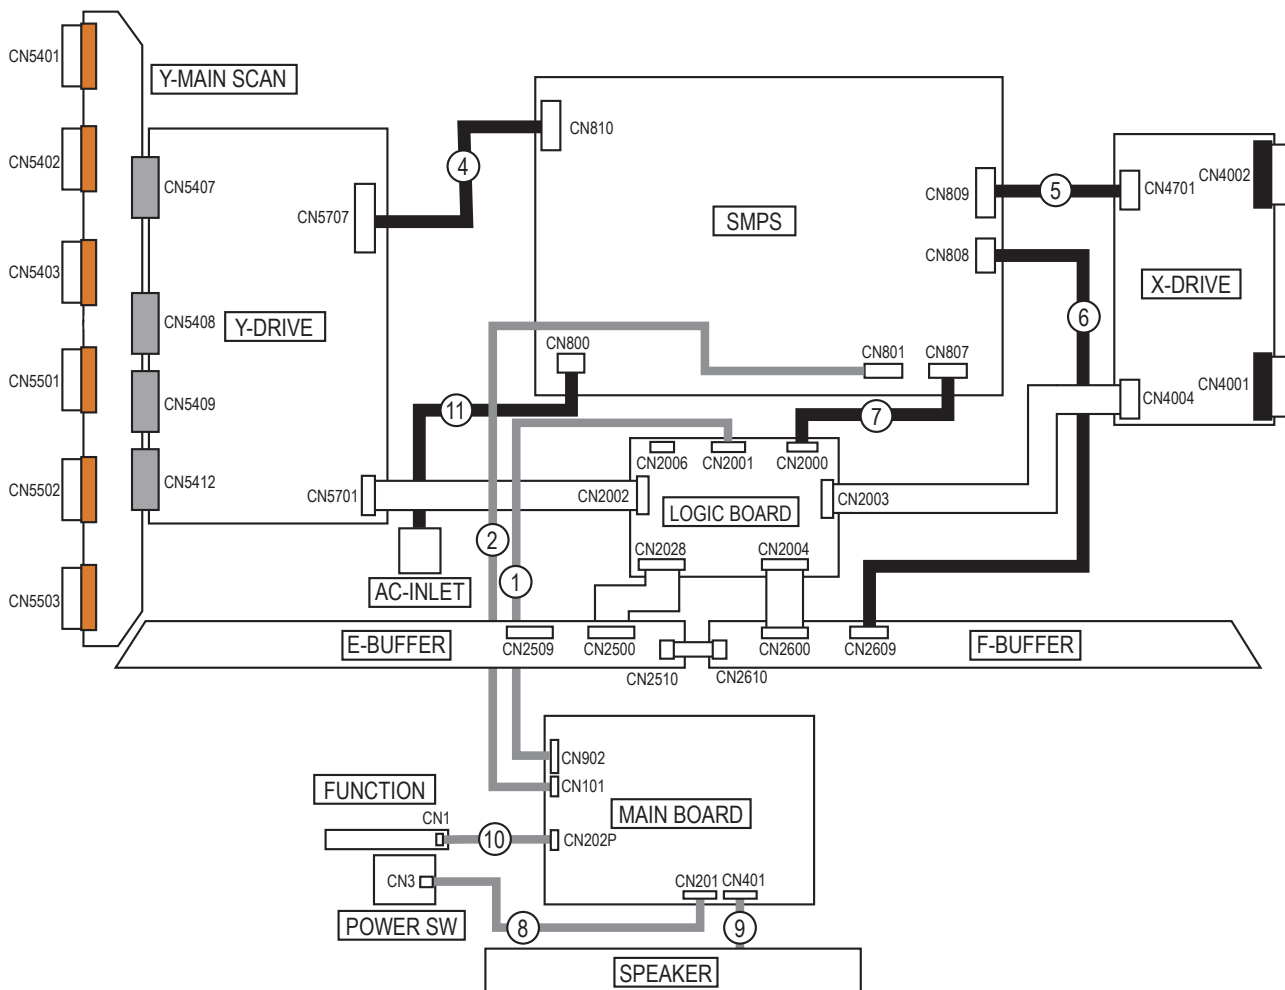 CN5401
Y-MAIN SCAN
CN810
CN5402
4
CN5407
CN5707
SMPS
CN809
5
CN4701
CN4002
CN5403
CN808
X-DRIVE
CN5408
Y-DRIVE
6
CN800
CN801
CN807
CN5501
CN5409
11
7
CN4004
CN4001
CN5502
CN5412
CN2006
CN2001
CN2000
CN5701
CN2002
CN2003
LOGIC BOARD
2
CN2028
CN2004
1
AC-INLET
CN5503
E-BUFFER
CN2509
CN2500
CN2600
CN2609
F-BUFFER
CN2510
CN2610
CN902
CN101
FUNCTION
MAIN BOARD
CN1
10
CN202P
CN3
CN201
CN401
POWER SW
8
9
SPEAKER